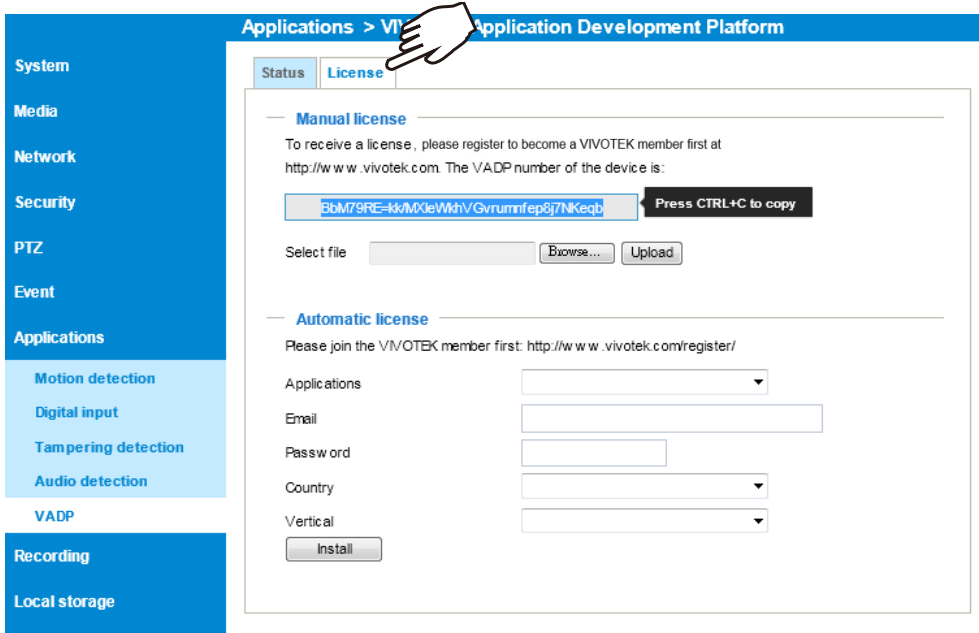 Applications > VI Application Development Platform
System
Media
Network
Security
PTZ
Event
Applications
Motion detection
Digital input
Tampering detection
Audio detection
VADP
Recording
Local storage
Status License
Manual license
To receive a license, please register to become a VIVOTEK member first at
http://www.vivotek.com. The VADP number of the device is:
BbM79RE=kk/MXIeWkhVGvrumnfep8j7NKeqb
Press CTRL+C to copy
Select file Browse... Upload
Automatic license
Please join the VIVOTEK member first: http://www.vivotek.com/register/
Applications
Email
Password
Country
Vertical
Install